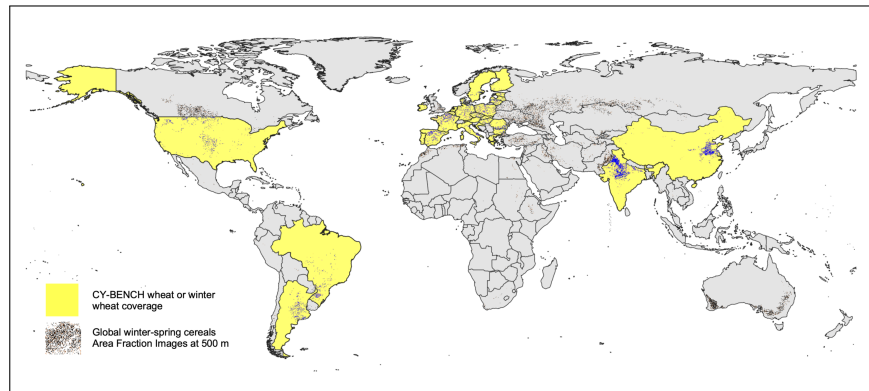 CY-BENCH wheat or winter
wheat coverage
Global winter-spring cereals
Area Fraction Images at 500 m